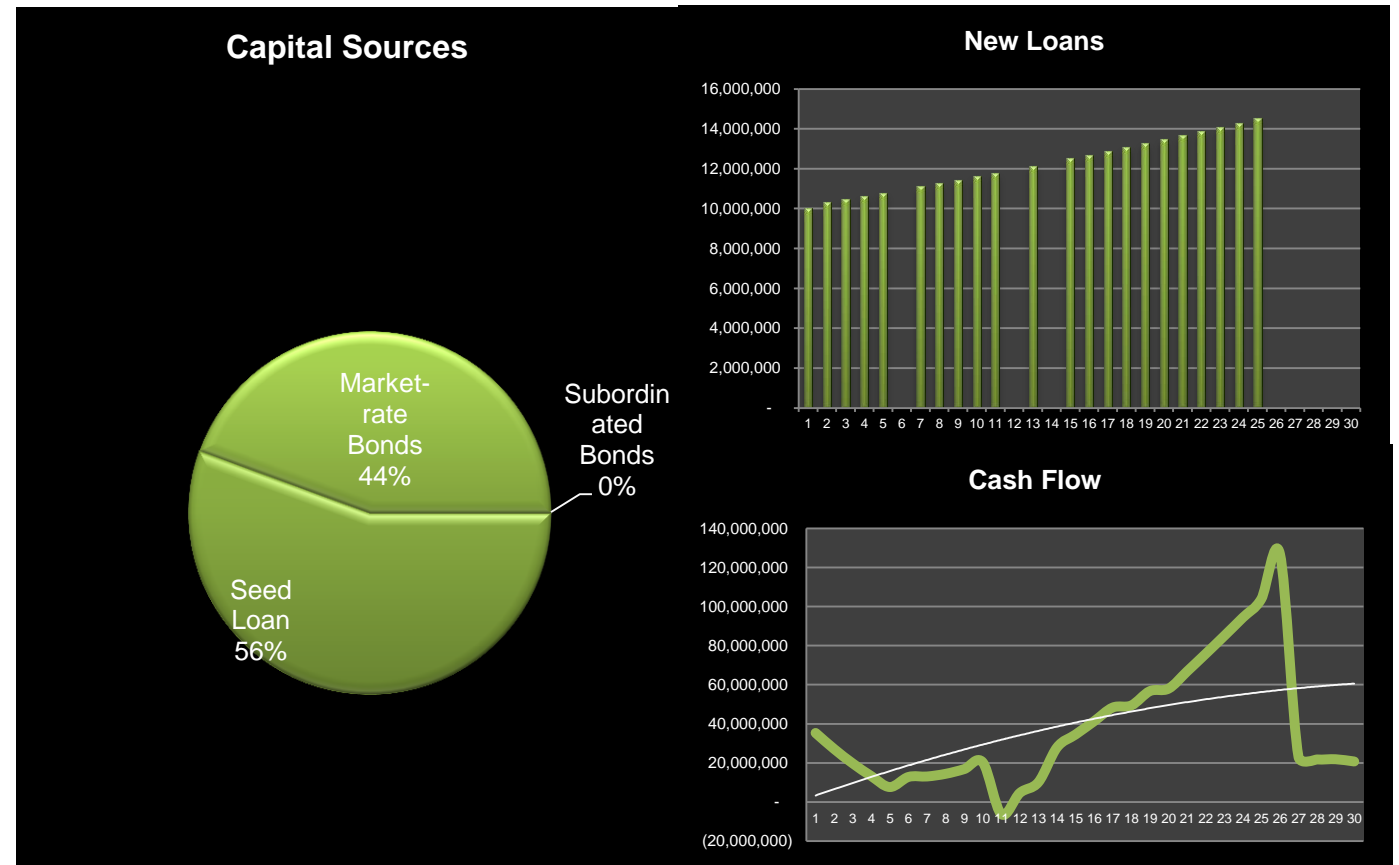 Capital Sources
Market-
rate
Bonds
44%
Subordin
ated
Bonds
0%
Seed
Loan
56%
New Loans
16,000,000
14,000,000
12,000,000
10,000,000
8,000,000
6,000,000
4,000,000
2,000,000
-
1 2 3 4 5 6 7 8 9 10 11 12 13 14 15 16 17 18 19 20 21 22 23 24 25 26 27 28 29 30
Cash Flow
140,000,000
120,000,000
100,000,000
80,000,000
60,000,000
40,000,000
20,000,000
-
(20,000,000)
1 2 3 4 5 6 7 8 9 10 11 12 13 14 15 16 17 18 19 20 21 22 23 24 25 26 27 28 29 30